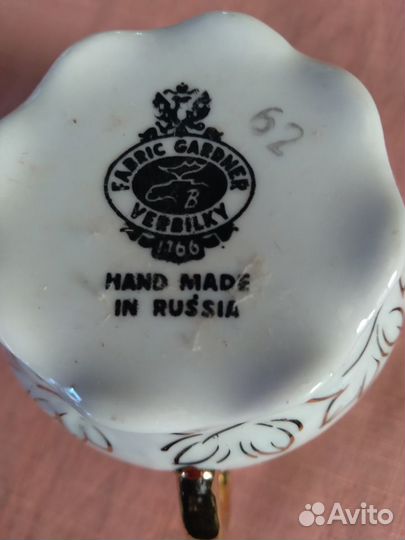 62
FABRIC GARDNER
B
VERBILKY
1766
HAND MADE
IN RUSSIA
Avito